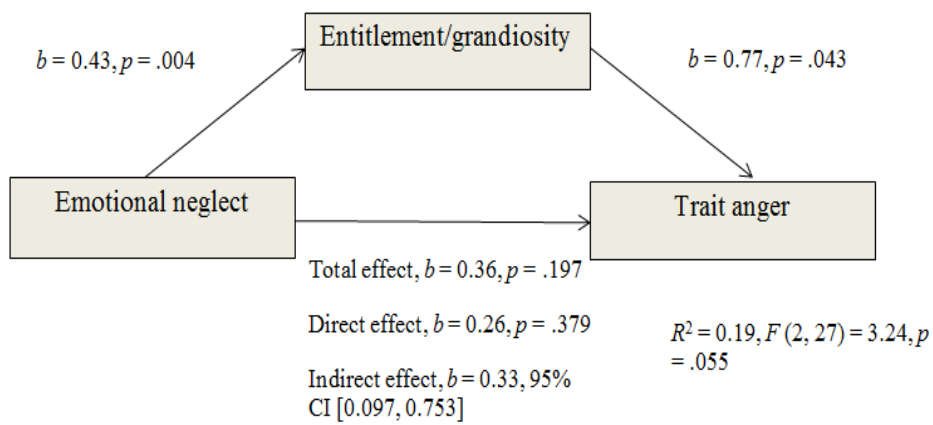 Entitlement/grandiosity
b = 0.43, p = .004
b = 0.77, p = .043
Emotional neglect
Trait anger
Total effect, b = 0.36, p = .197
Direct effect, b = 0.26, p = .379
Indirect effect, b = 0.33, 95%
CI [0.097, 0.753]
R² = 0.19, F (2, 27) = 3.24, p
= .055